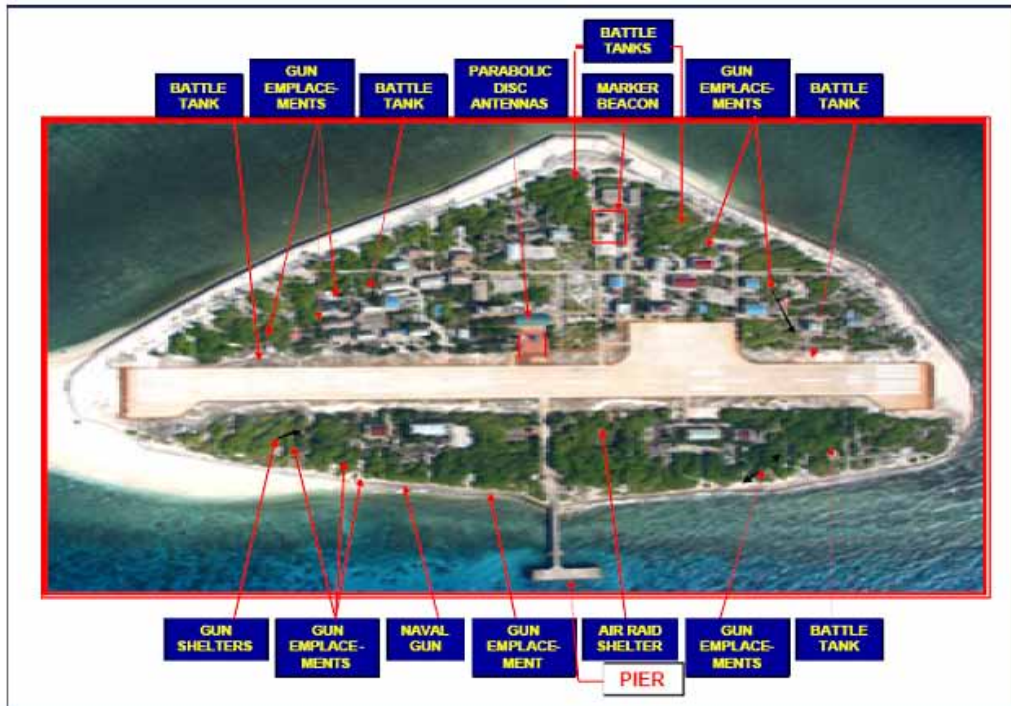 BATTLE
TANKS
BATTLE
TANK
GUN
EMPLACE-
MENTS
BATTLE
TANK
PARABOLIC
DISC
ANTENNAS
MARKER
BEACON
GUN
EMPLACE-
MENTS
BATTLE
TANK
GUN
SHELTERS
GUN
EMPLACE-
MENTS
NAVAL
GUN
GUN
EMPLACE-
MENT
AIR RAID
SHELTER
GUN
EMPLACE-
MENTS
BATTLE
TANK
PIER